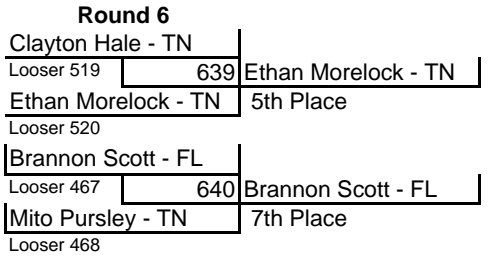 Round 6
Clayton Hale - TN
Looser 519
639 Ethan Morelock - TN
Ethan Morelock - TN
5th Place
Looser 520
Brannon Scott - FL
Looser 467
640 Brannon Scott - FL
Mito Pursley - TN
7th Place
Looser 468